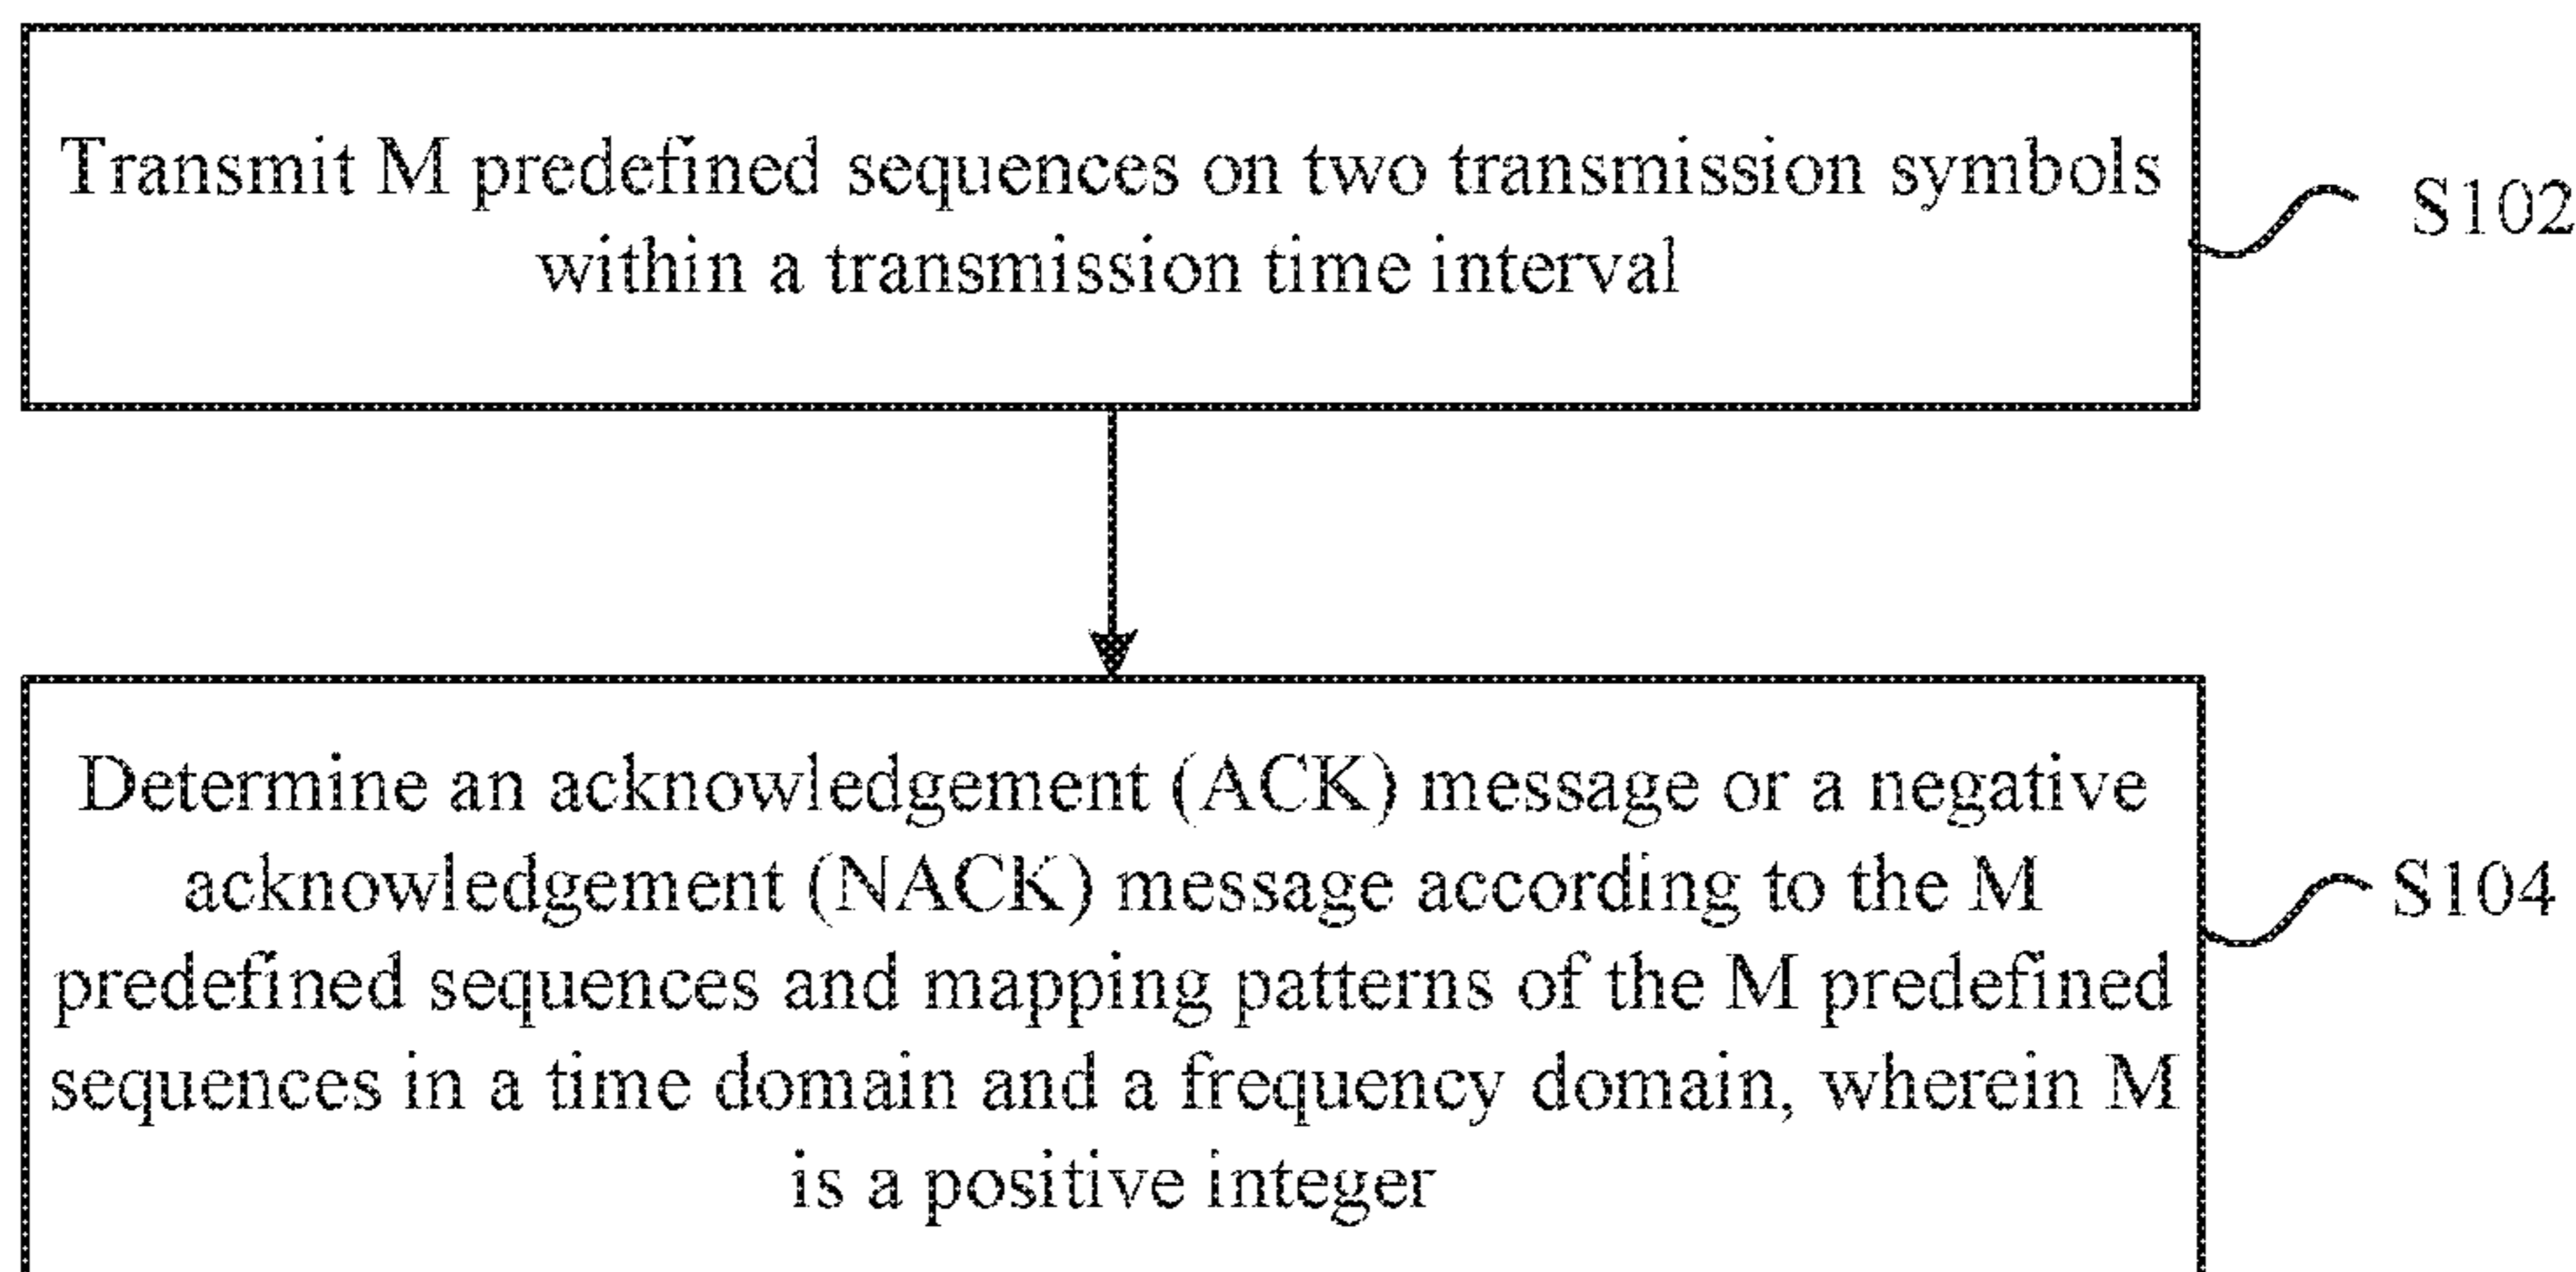 Transmit M predefined sequences on two transmission symbols
within a transmission time interval
S102
Determine an acknowledgement (ACK) message or a negative
acknowledgement (NACK) message according to the M
predefined sequences and mapping patterns of the M predefined
sequences in a time domain and a frequency domain, wherein M
is a positive integer
S104